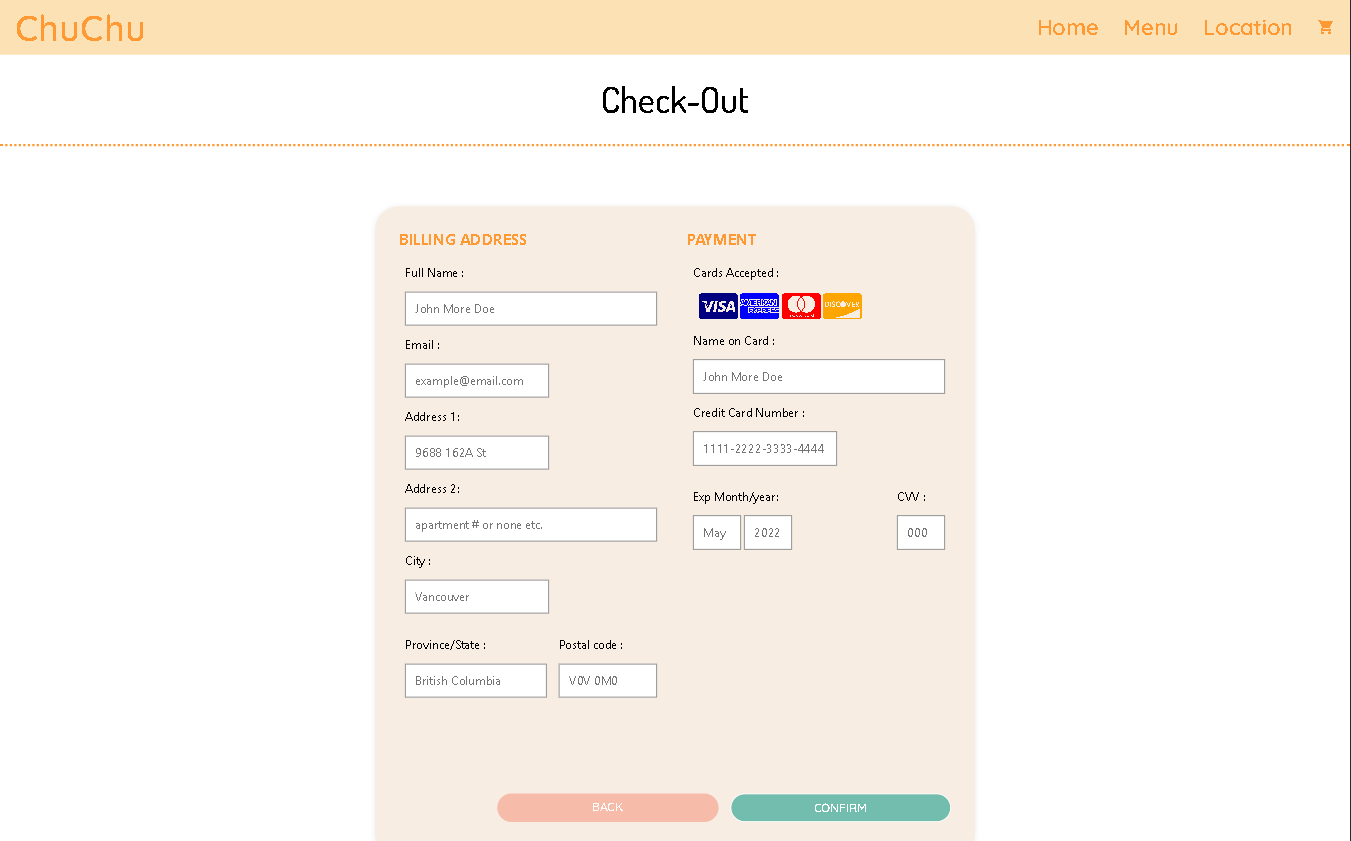 ChuChu
Home Menu Location
Check-Out
BILLING ADDRESS
Full Name :
John More Doe
Email :
example@email.com
Address 1:
9688 162A St
Address 2:
apartment # or none etc.
City :
Vancouver
Province/State : Postal code :
British Columbia V0V 0M0
PAYMENT
Cards Accepted :
VISA AMERICAN EXPRESS DISCOVER
Name on Card :
John More Doe
Credit Card Number :
1111-2222-3333-4444
Exp Month/year: CVV :
May 2022 000
BACK CONFIRM